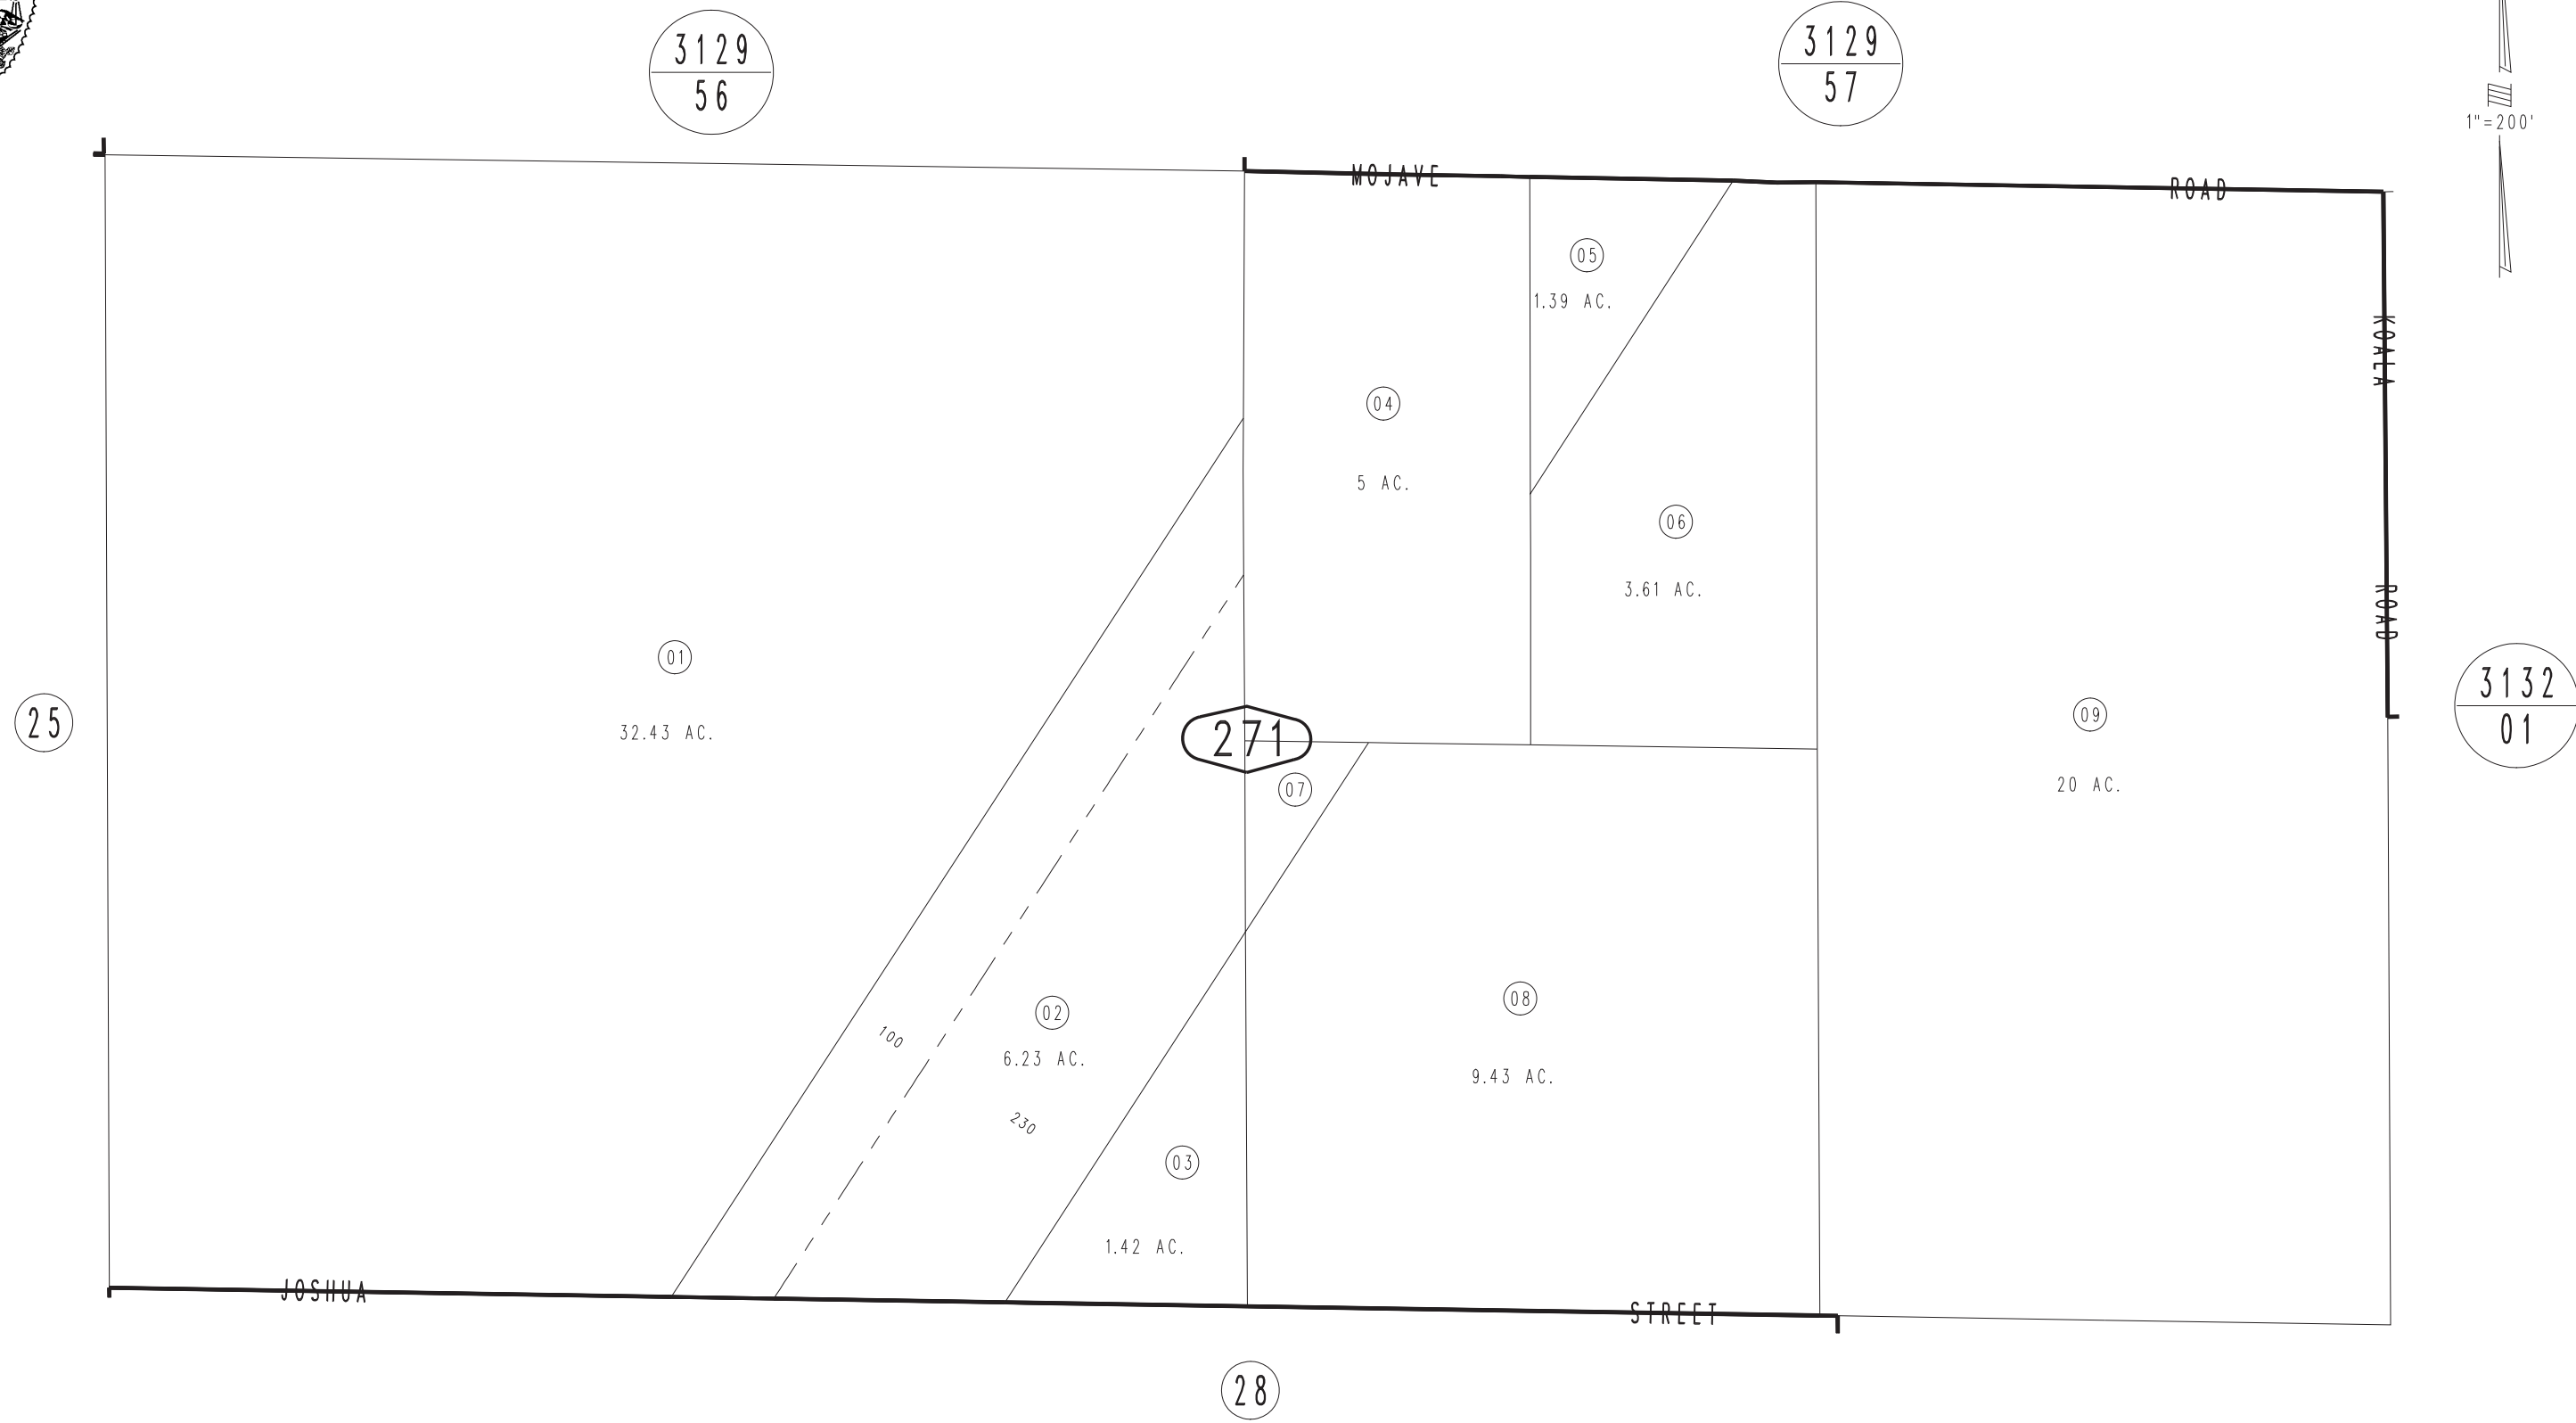 3129
56
3129
57
1"=200'
MOJAVE
ROAD
05
1.39 AC.
KOALA
04
5 AC.
06
3.61 AC.
ROAD
01
32.43 AC.
25
271
09
20 AC.
3132
01
07
02
6.23 AC.
100
230
08
9.43 AC.
03
1.42 AC.
JOSHUA
STREET
28